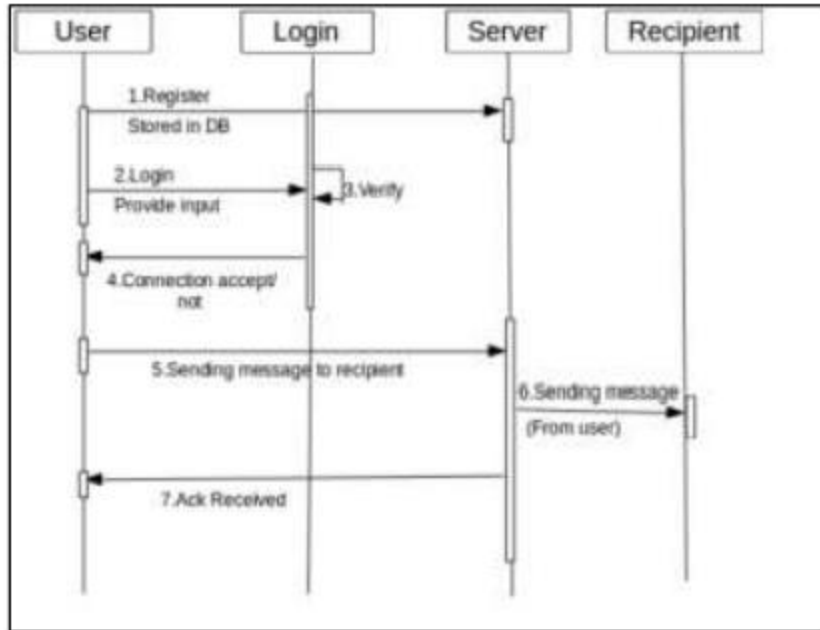 User
Login
Server
Recipient
1.Register
Stored in DB
2.Login
Provide input
3.Verify
4.Connection accept/
not
5.Sending message to recipient
6.Sending message
(From user)
7.Ack Received